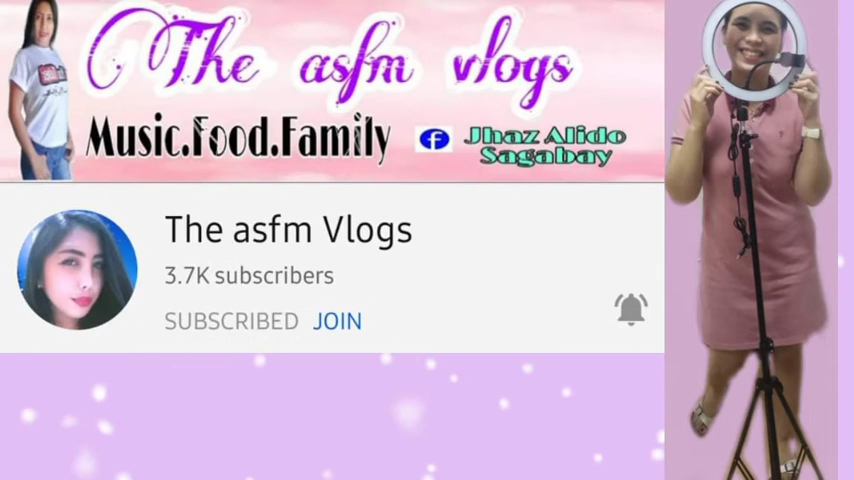 The asfm vlogs
Music.Food.Family
f Jhaz Alido
Sagabay
The asfm Vlogs
3.7K subscribers
SUBSCRIBED JOIN